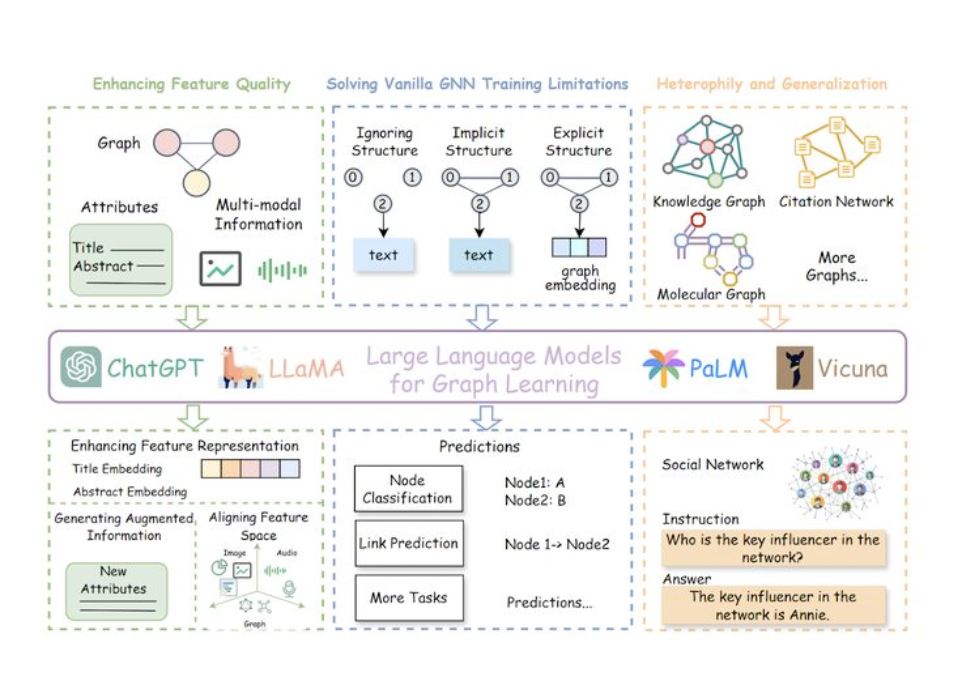 Enhancing Feature Quality
Solving Vanilla GNN Training Limitations
Heterophily and Generalization
Graph
Attributes
Title
Abstract
Multi-modal
Information
Ignoring
Structure
0
1
2
text
Implicit
Structure
0
1
2
text
Explicit
Structure
0
1
2
graph
embedding
Knowledge Graph
Citation Network
Molecular Graph
More
Graphs...
ChatGPT
LLaMA
Large Language Models
for Graph Learning
PaLM
Vicuna
Enhancing Feature Representation
Title Embedding
Abstract Embedding
Generating Augmented
Information
New
Attributes
Aligning Feature
Space
Image
Audio
Graph
Predictions
Node
Classification
Node1: A
Node2: B
Link Prediction
Node 1-> Node2
More Tasks
Predictions...
Social Network
Instruction
Who is the key influencer in the
network?
Answer
The key influencer in the
network is Annie.